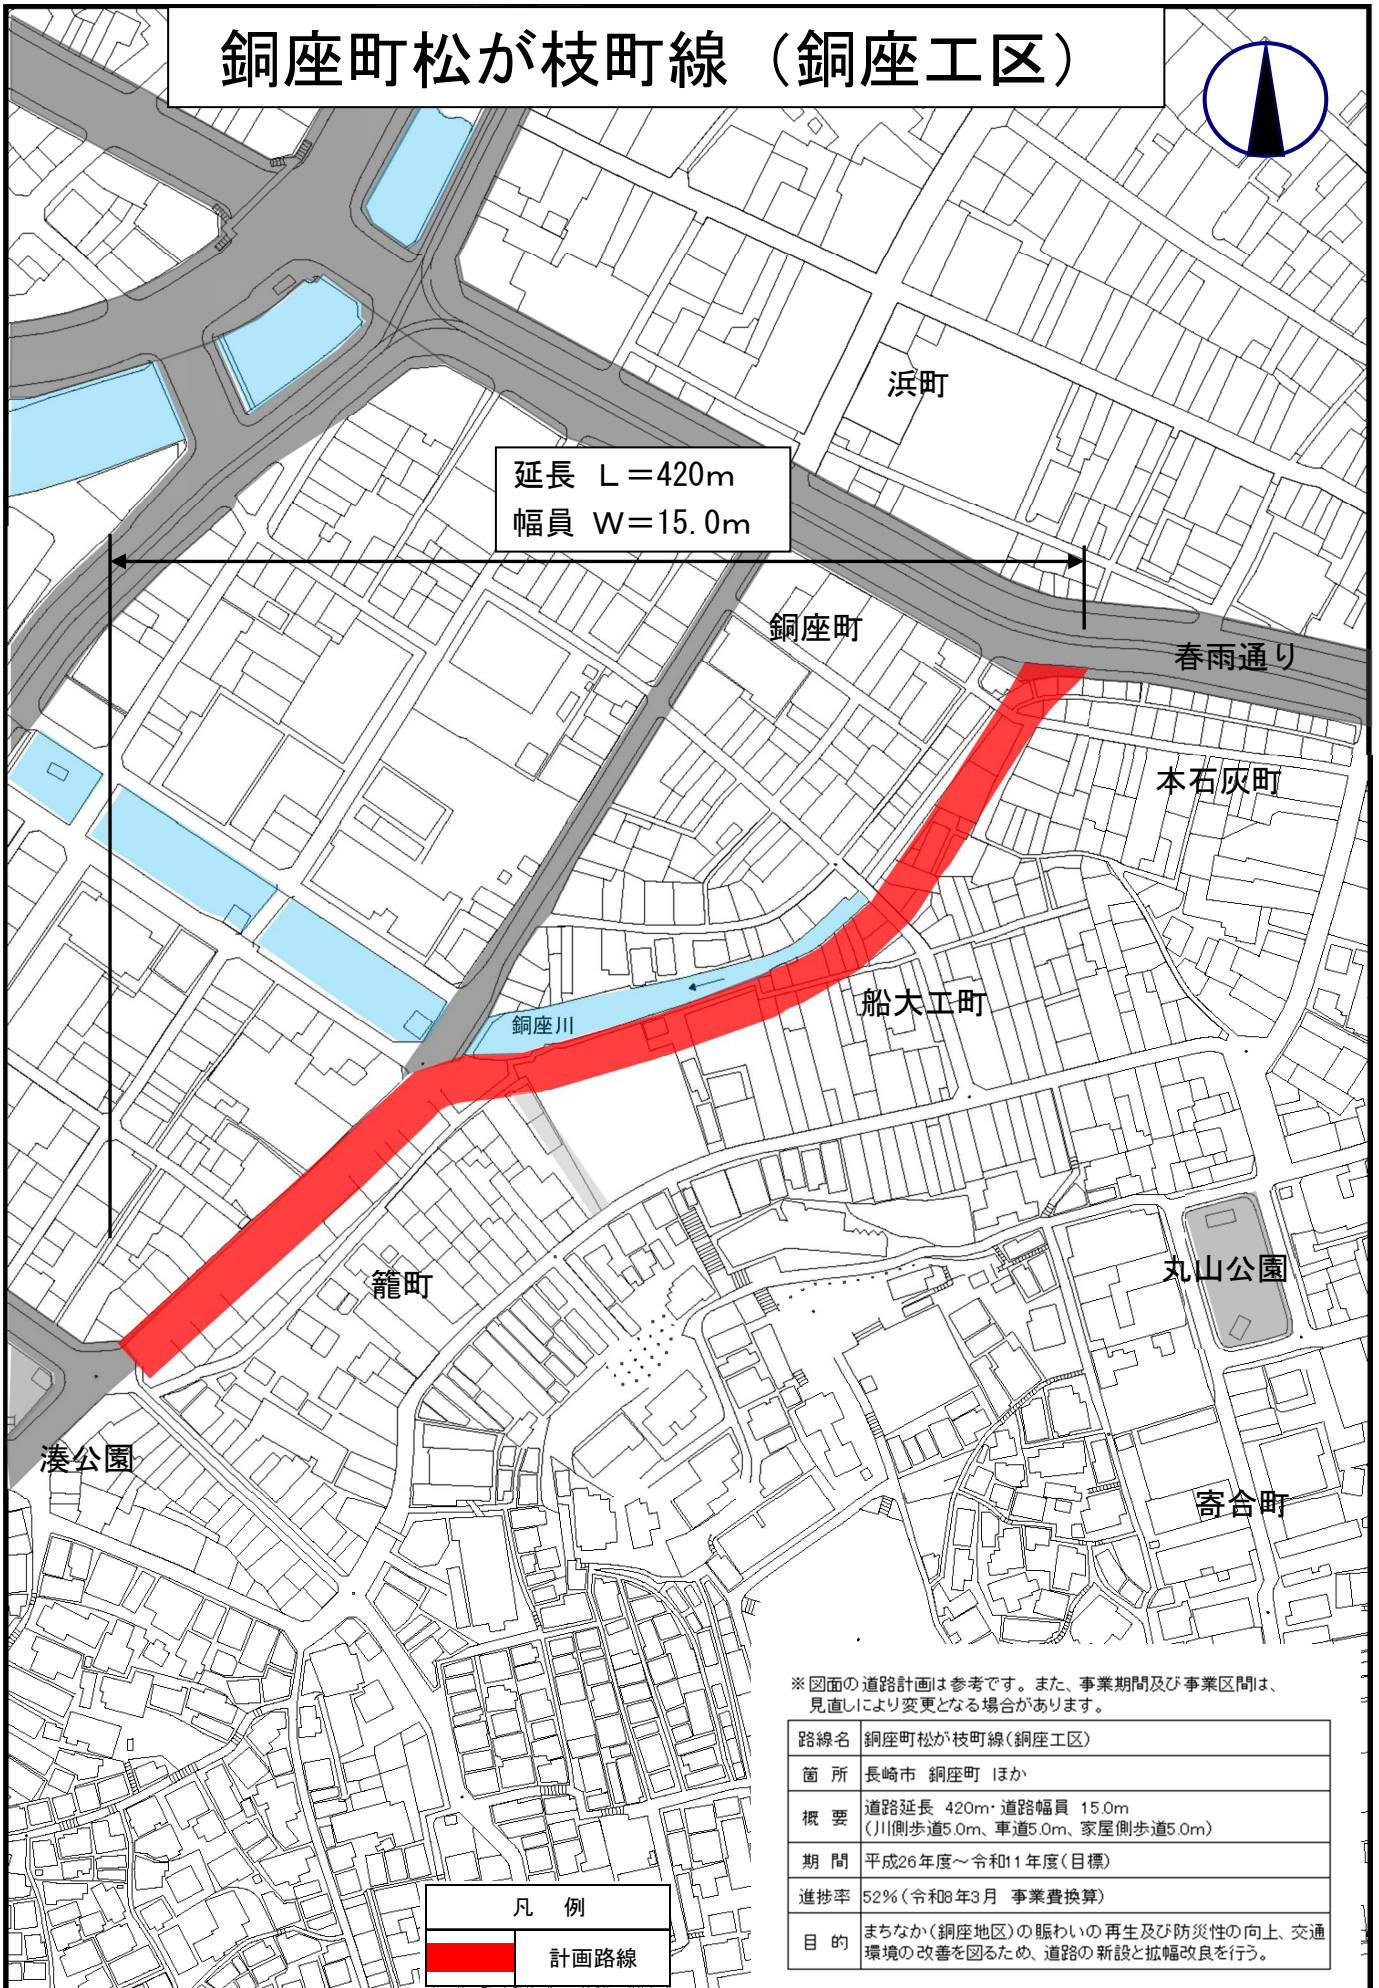 銅座町松が枝町線（銅座工区）
浜町
延長 Ｌ＝420ｍ
幅員 Ｗ＝15.0ｍ
銅座町
春雨通り
本石灰町
船大工町
銅座川
籠町
丸山公園
湊公園
寄合町
※図面の道路計画は参考です。また、事業期間及び事業区間は、
見直しにより変更となる場合があります。
路線名 銅座町松が枝町線(銅座工区)
箇 所 長崎市 銅座町 ほか
概 要 道路延長 420m・道路幅員 15.0m
(川側歩道5.0m、車道5.0m、家屋側歩道5.0m)
期 間 平成26年度～令和11年度(目標)
進捗率 52%(令和8年3月 事業費換算)
目 的 まちなか(銅座地区)の賑わいの再生及び防災性の向上、交通
環境の改善を図るため、道路の新設と拡幅改良を行う。
凡 例
計画路線